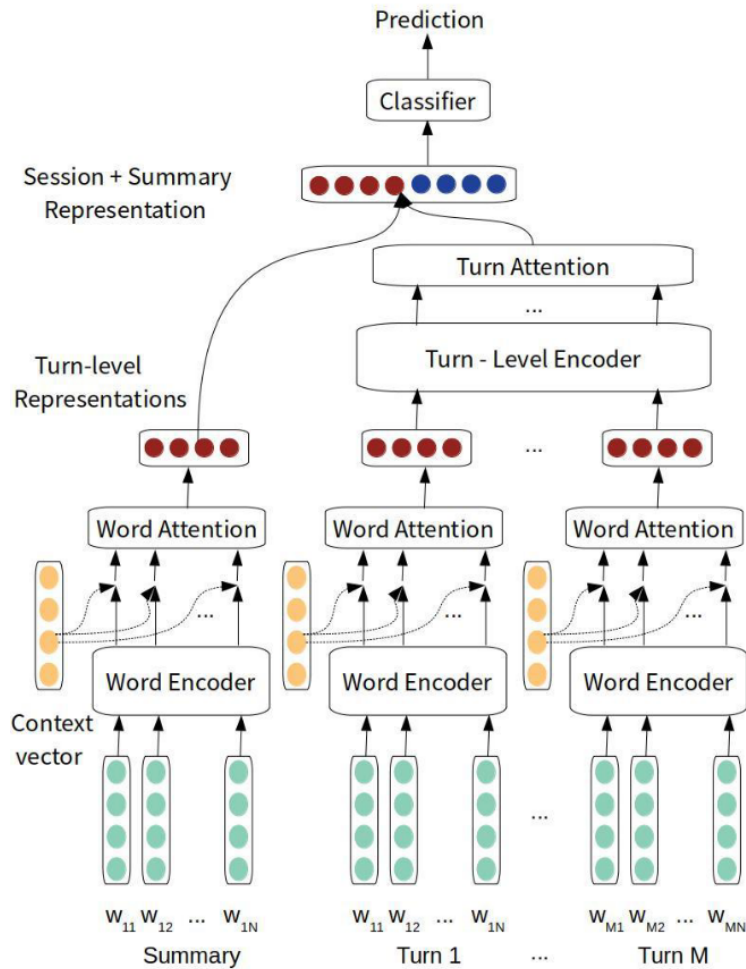 Prediction
Classifier
Session + Summary
Representation
Turn Attention
...
Turn - Level Encoder
Turn-level
Representations
...
Word Attention Word Attention Word Attention
... ... ...
Word Encoder Word Encoder Word Encoder
Context
vector
...
w11 w12 ... w1N w11 w12 ... w1N wM1 wM2 ... wMN
Summary Turn 1 ... Turn M